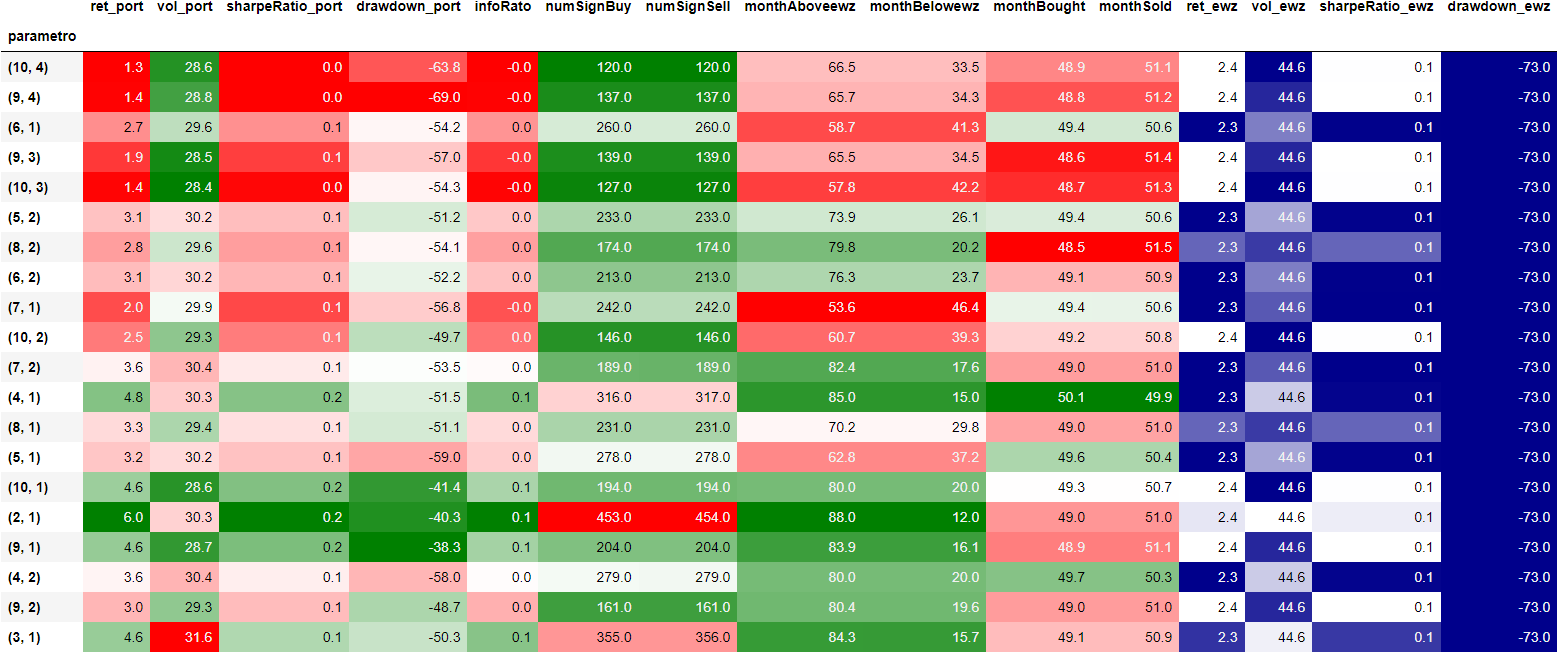 ret_port vol_port sharpeRatio_port drawdown_port infoRato numSignBuy numSignSell monthAboveewz monthBelowewz monthBought monthSold ret_ewz vol_ewz sharpeRatio_ewz drawdown_ewz
parametro
(10, 4) 1.3 28.6 0.0 -63.8 -0.0 120.0 120.0 66.5 33.5 48.9 51.1 2.4 44.6 0.1 -73.0
(9, 4) 1.4 28.8 0.0 -69.0 -0.0 137.0 137.0 65.7 34.3 48.8 51.2 2.4 44.6 0.1 -73.0
(6, 1) 2.7 29.6 0.1 -54.2 0.0 260.0 260.0 58.7 41.3 49.4 50.6 2.3 44.6 0.1 -73.0
(9, 3) 1.9 28.5 0.1 -57.0 -0.0 139.0 139.0 65.5 34.5 48.6 51.4 2.4 44.6 0.1 -73.0
(10, 3) 1.4 28.4 0.0 -54.3 -0.0 127.0 127.0 57.8 42.2 48.7 51.3 2.4 44.6 0.1 -73.0
(5, 2) 3.1 30.2 0.1 -51.2 0.0 233.0 233.0 73.9 26.1 49.4 50.6 2.3 44.6 0.1 -73.0
(8, 2) 2.8 29.6 0.1 -54.1 0.0 174.0 174.0 79.8 20.2 48.5 51.5 2.3 44.6 0.1 -73.0
(6, 2) 3.1 30.2 0.1 -52.2 0.0 213.0 213.0 76.3 23.7 49.1 50.9 2.3 44.6 0.1 -73.0
(7, 1) 2.0 29.9 0.1 -56.8 -0.0 242.0 242.0 53.6 46.4 49.4 50.6 2.3 44.6 0.1 -73.0
(10, 2) 2.5 29.3 0.1 -49.7 0.0 146.0 146.0 60.7 39.3 49.2 50.8 2.4 44.6 0.1 -73.0
(7, 2) 3.6 30.4 0.1 -53.5 0.0 189.0 189.0 82.4 17.6 49.0 51.0 2.3 44.6 0.1 -73.0
(4, 1) 4.8 30.3 0.2 -51.5 0.1 316.0 317.0 85.0 15.0 50.1 49.9 2.3 44.6 0.1 -73.0
(8, 1) 3.3 29.4 0.1 -51.1 0.0 231.0 231.0 70.2 29.8 49.0 51.0 2.3 44.6 0.1 -73.0
(5, 1) 3.2 30.2 0.1 -59.0 0.0 278.0 278.0 62.8 37.2 49.6 50.4 2.3 44.6 0.1 -73.0
(10, 1) 4.6 28.6 0.2 -41.4 0.1 194.0 194.0 80.0 20.0 49.3 50.7 2.4 44.6 0.1 -73.0
(2, 1) 6.0 30.3 0.2 -40.3 0.1 453.0 454.0 88.0 12.0 49.0 51.0 2.4 44.6 0.1 -73.0
(9, 1) 4.6 28.7 0.2 -38.3 0.1 204.0 204.0 83.9 16.1 48.9 51.1 2.4 44.6 0.1 -73.0
(4, 2) 3.6 30.4 0.1 -58.0 0.0 279.0 279.0 80.0 20.0 49.7 50.3 2.3 44.6 0.1 -73.0
(9, 2) 3.0 29.3 0.1 -48.7 0.0 161.0 161.0 80.4 19.6 49.0 51.0 2.4 44.6 0.1 -73.0
(3, 1) 4.6 31.6 0.1 -50.3 0.1 355.0 356.0 84.3 15.7 49.1 50.9 2.3 44.6 0.1 -73.0